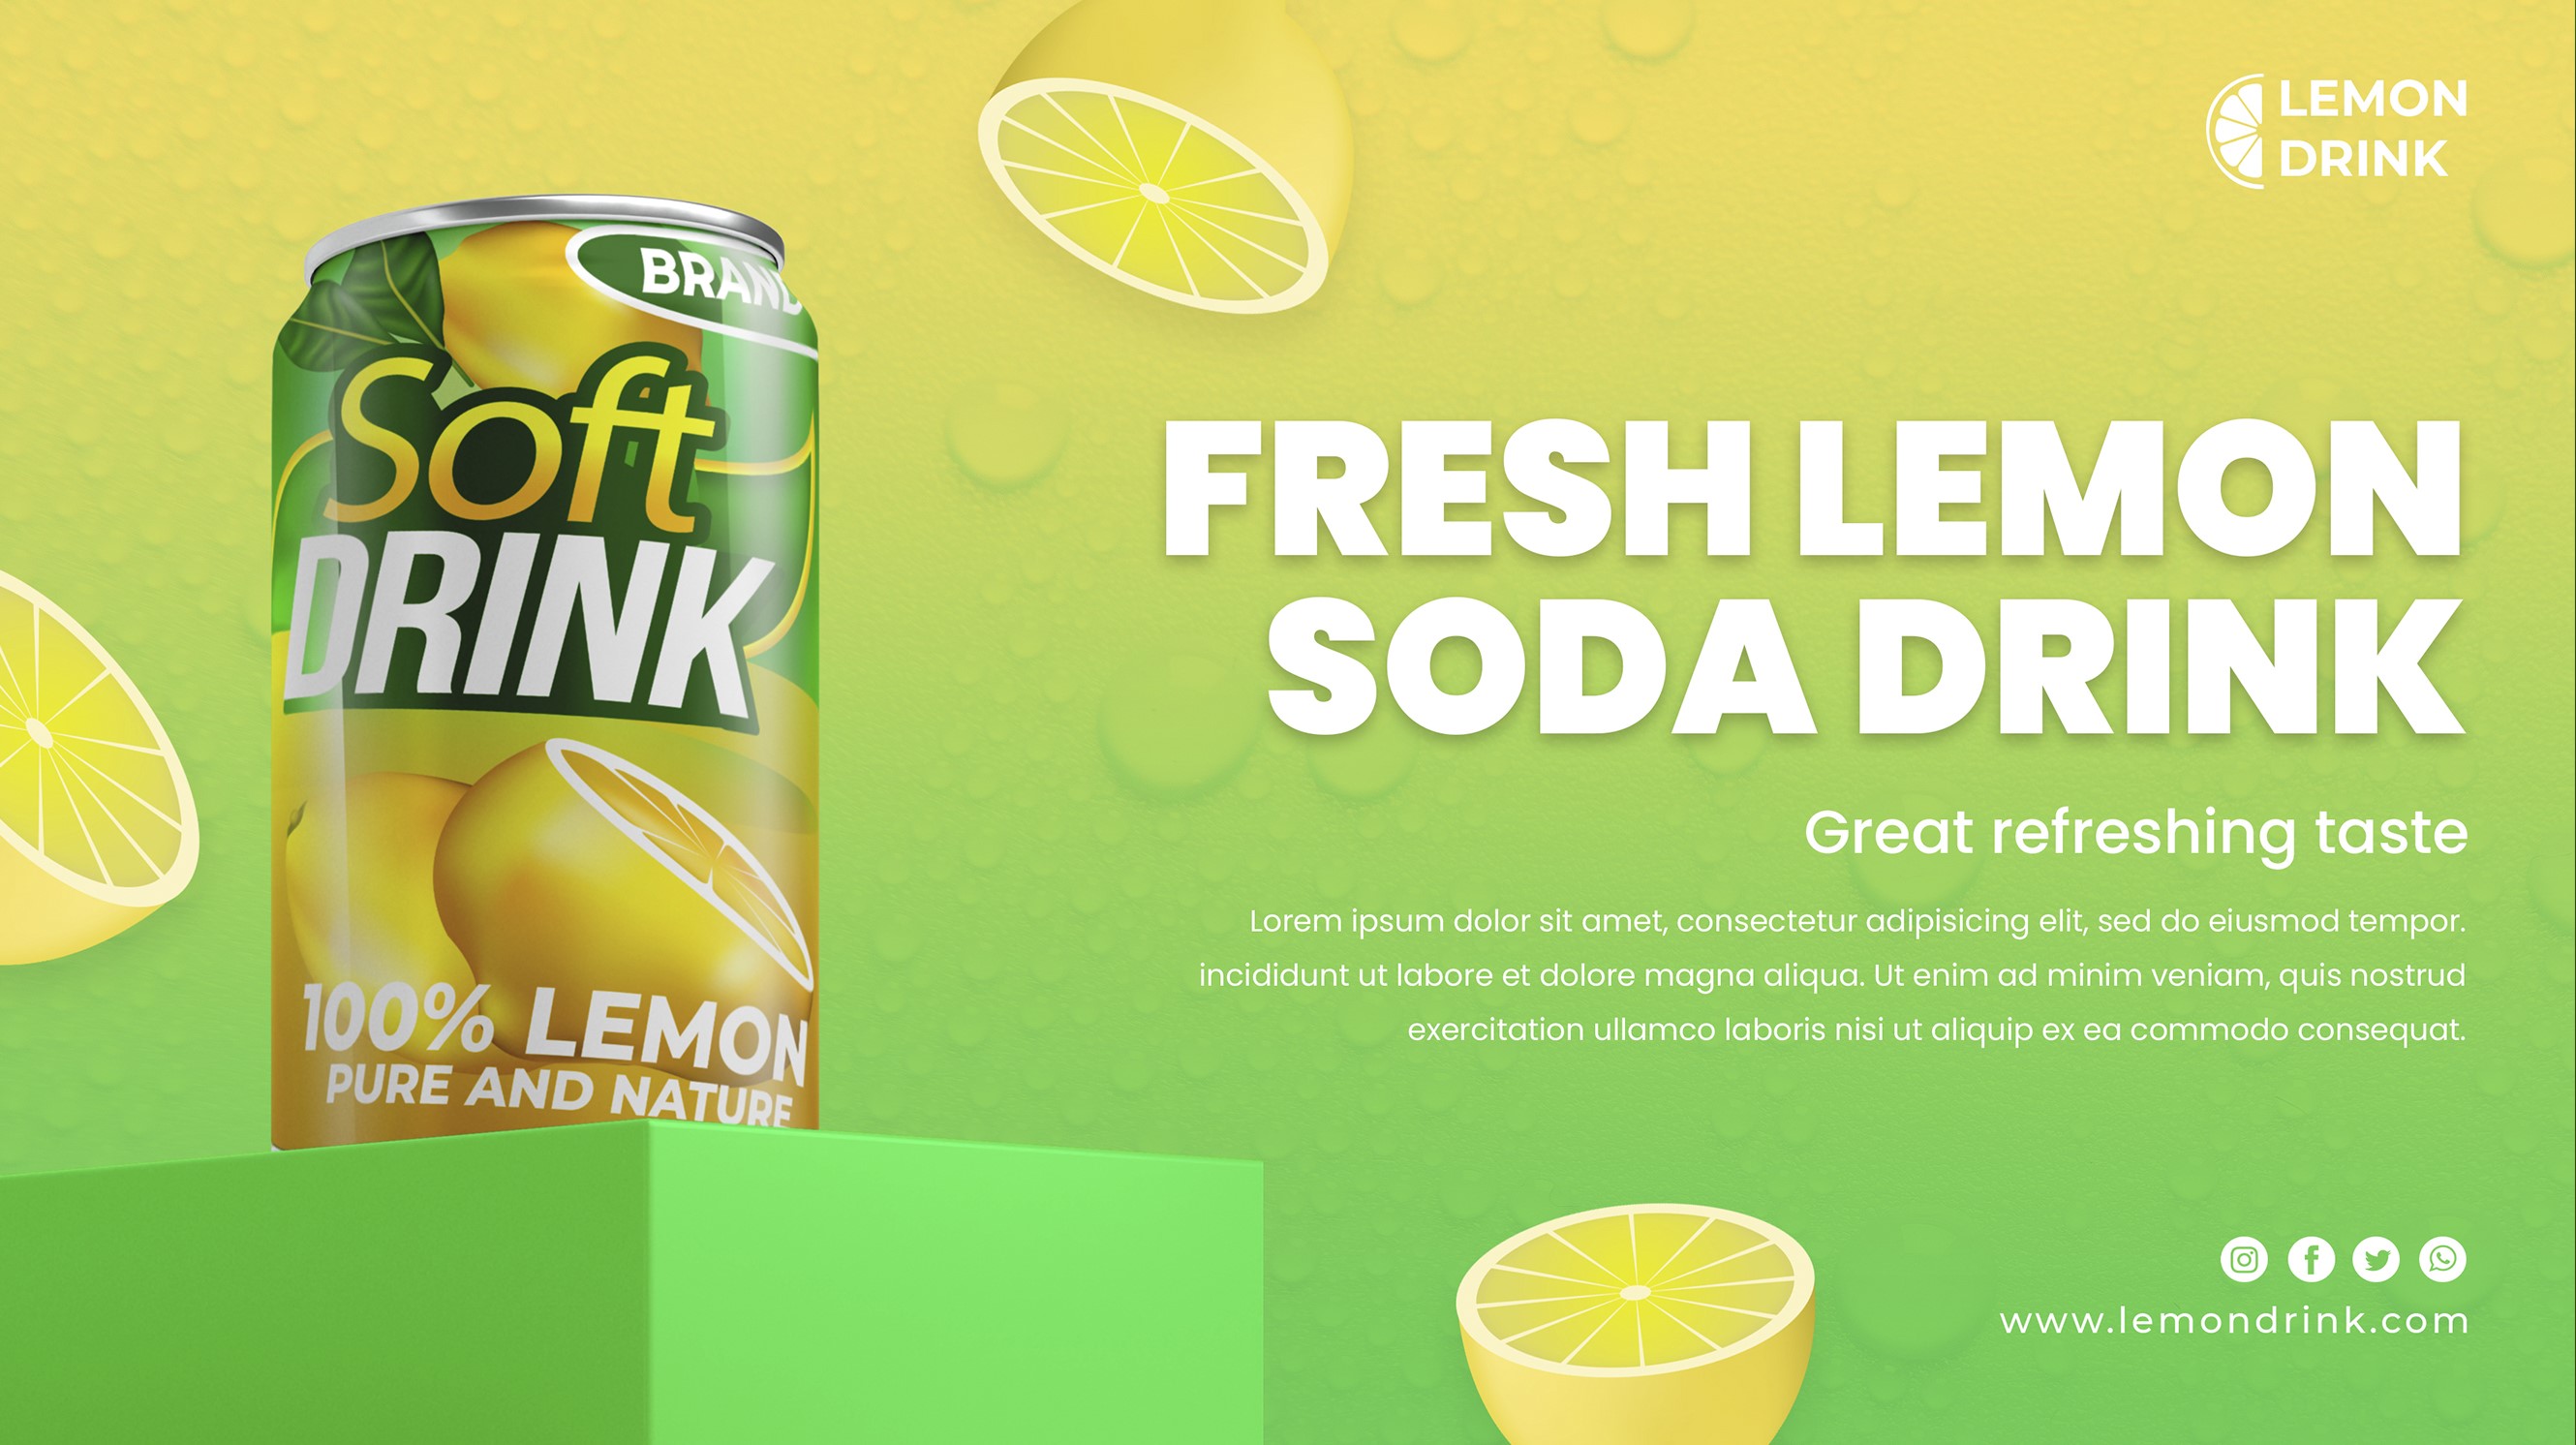 LEMON
DRINK
BRAND
Soft
DRINK
100% LEMON
PURE AND NATURE
FRESH LEMON
SODA DRINK
Great refreshing taste
Lorem ipsum dolor sit amet, consectetur adipisicing elit, sed do eiusmod tempor.
incididunt ut labore et dolore magna aliqua. Ut enim ad minim veniam, quis nostrud
exercitation ullamco laboris nisi ut aliquip ex ea commodo consequat.
www.lemondrink.com